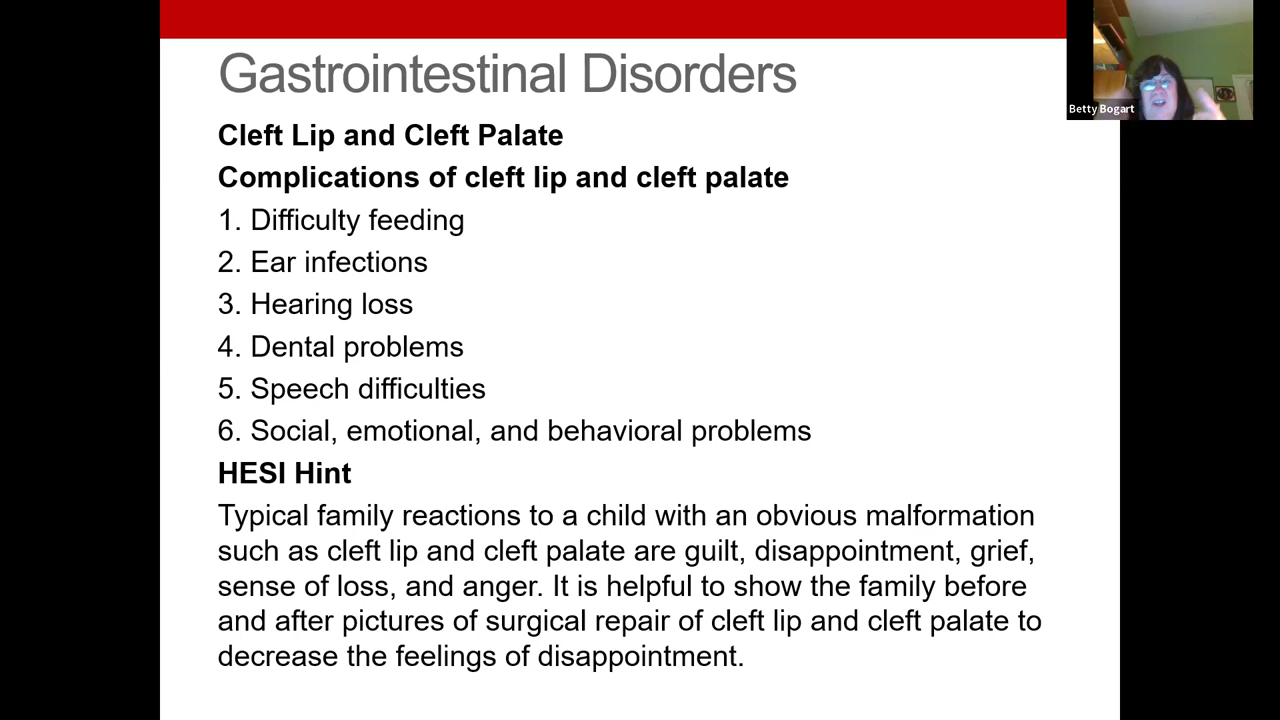 Gastrointestinal Disorders
Betty Bogart
Cleft Lip and Cleft Palate
Complications of cleft lip and cleft palate
1. Difficulty feeding
2. Ear infections
3. Hearing loss
4. Dental problems
5. Speech difficulties
6. Social, emotional, and behavioral problems
HESI Hint
Typical family reactions to a child with an obvious malformation
such as cleft lip and cleft palate are guilt, disappointment, grief,
sense of loss, and anger. It is helpful to show the family before
and after pictures of surgical repair of cleft lip and cleft palate to
decrease the feelings of disappointment.